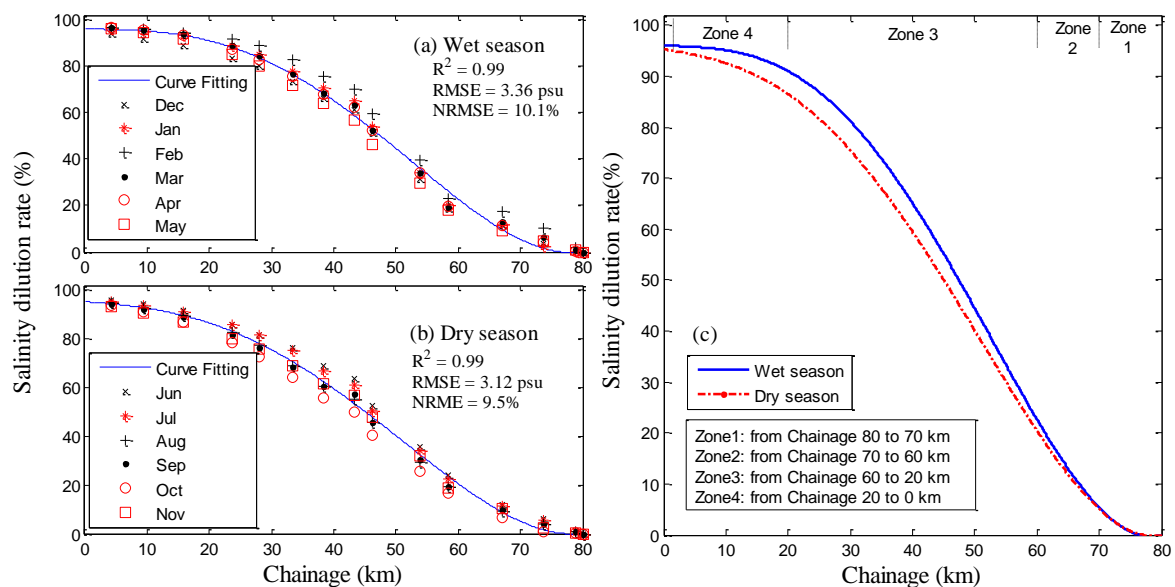 Salinity dilution rate (%)
100
80
60
40
20
0
(a) Wet season
R² = 0.99
RMSE = 3.36 psu
NRMSE = 10.1%
Curve Fitting
Dec
Jan
Feb
Mar
Apr
May
0 10 20 30 40 50 60 70 80
100
80
60
40
20
0
(b) Dry season
R² = 0.99
RMSE = 3.12 psu
NRME = 9.5%
Curve Fitting
Jun
Jul
Aug
Sep
Oct
Nov
0 10 20 30 40 50 60 70 80
Chainage (km)
Salinity dilution rate(%)
100
95
90
80
70
60
50
40
30
20
10
0
Zone 4
Zone 3
Zone 2
Zone 1
(c)
Wet season
Dry season
Zone1: from Chainage 80 to 70 km
Zone2: from Chainage 70 to 60 km
Zone3: from Chainage 60 to 20 km
Zone4: from Chainage 20 to 0 km
0 10 20 30 40 50 60 70 80
Chainage (km)